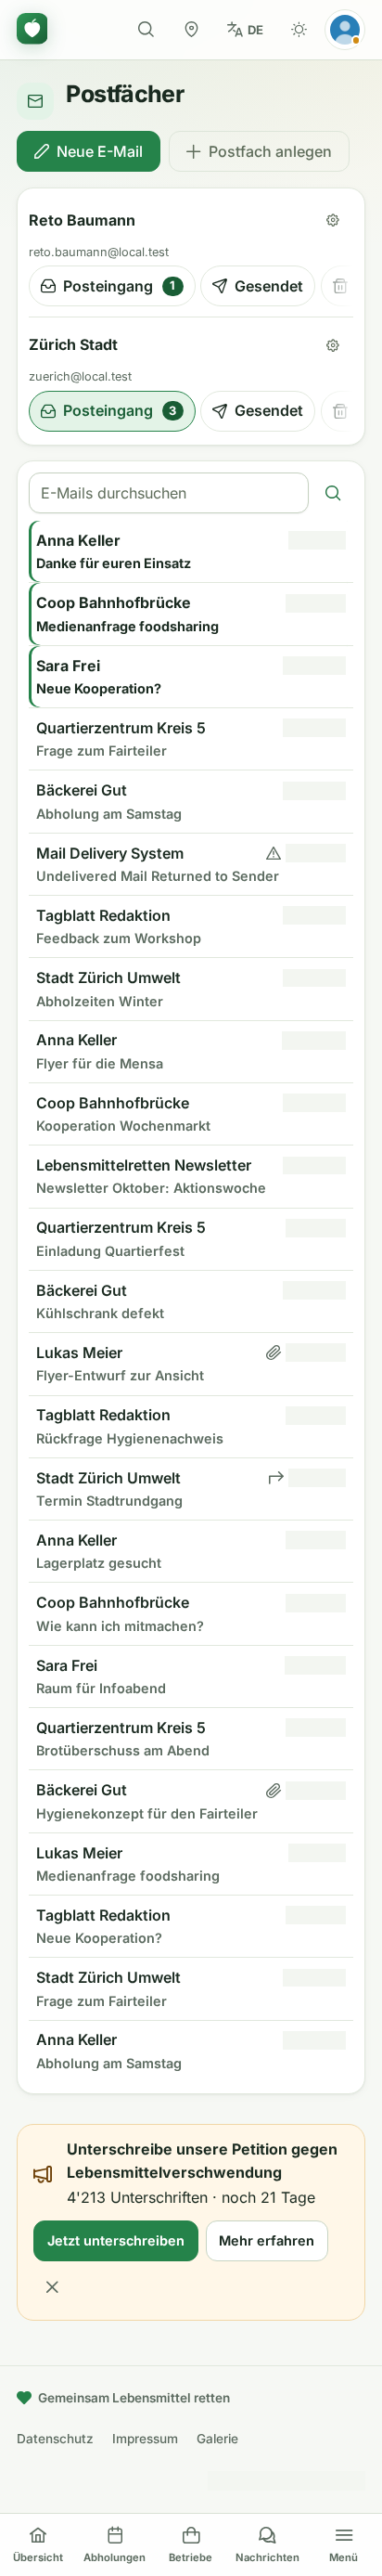 DE
Postfächer
Neue E-Mail
Postfach anlegen
Reto Baumann
reto.baumann@local.test
Posteingang 1
Gesendet
Zürich Stadt
zuerich@local.test
Posteingang 3
Gesendet
E-Mails durchsuchen
Anna Keller
Danke für euren Einsatz
Coop Bahnhofbrücke
Medienanfrage foodsharing
Sara Frei
Neue Kooperation?
Quartierzentrum Kreis 5
Frage zum Fairteiler
Bäckerei Gut
Abholung am Samstag
Mail Delivery System
Undelivered Mail Returned to Sender
Tagblatt Redaktion
Feedback zum Workshop
Stadt Zürich Umwelt
Abholzeiten Winter
Anna Keller
Flyer für die Mensa
Coop Bahnhofbrücke
Kooperation Wochenmarkt
Lebensmittelretten Newsletter
Newsletter Oktober: Aktionswoche
Quartierzentrum Kreis 5
Einladung Quartierfest
Bäckerei Gut
Kühlschrank defekt
Lukas Meier
Flyer-Entwurf zur Ansicht
Tagblatt Redaktion
Rückfrage Hygienenachweis
Stadt Zürich Umwelt
Termin Stadtrundgang
Anna Keller
Lagerplatz gesucht
Coop Bahnhofbrücke
Wie kann ich mitmachen?
Sara Frei
Raum für Infoabend
Quartierzentrum Kreis 5
Brotüberschuss am Abend
Bäckerei Gut
Hygienekonzept für den Fairteiler
Lukas Meier
Medienanfrage foodsharing
Tagblatt Redaktion
Neue Kooperation?
Stadt Zürich Umwelt
Frage zum Fairteiler
Anna Keller
Abholung am Samstag
Unterschreibe unsere Petition gegen
Lebensmittelverschwendung
4'213 Unterschriften · noch 21 Tage
Jetzt unterschreiben
Mehr erfahren
Gemeinsam Lebensmittel retten
Datenschutz
Impressum
Galerie
Übersicht
Abholungen
Betriebe
Nachrichten
Menü